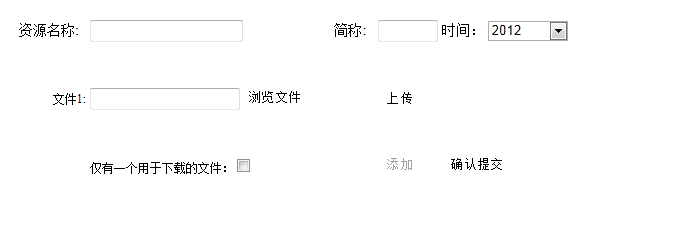 资源名称: 简称: 时间： 2012
文件1: 浏览文件 上传
仅有一个用于下载的文件： 添加 确认提交